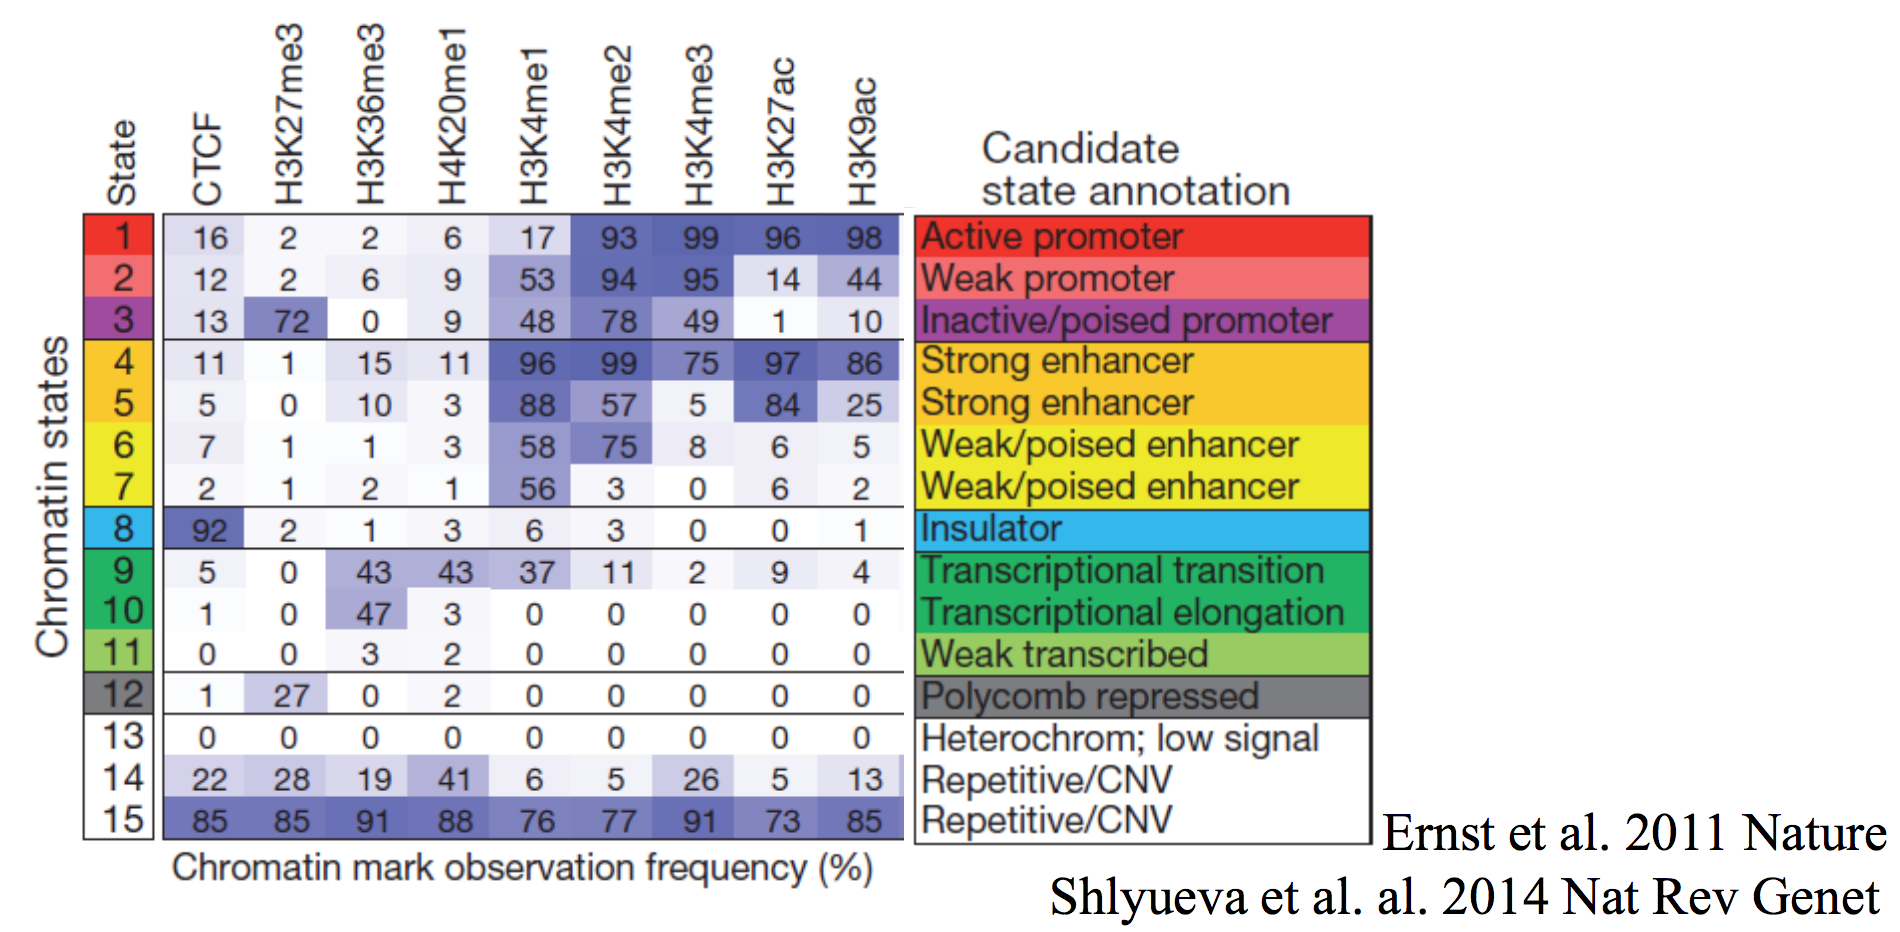 State CTCF H3K27me3 H3K36me3 H4K20me1 H3K4me1 H3K4me2 H3K4me3 H3K27ac H3K9ac
Candidate
state annotation
Chromatin states
1 16 2 2 6 17 93 99 96 98 Active promoter
2 12 2 6 9 53 94 95 14 44 Weak promoter
3 13 72 0 9 48 78 49 1 10 Inactive/poised promoter
4 11 1 15 11 96 99 75 97 86 Strong enhancer
5 5 0 10 3 88 57 5 84 25 Strong enhancer
6 7 1 1 3 58 75 8 6 5 Weak/poised enhancer
7 2 1 2 1 56 3 0 6 2 Weak/poised enhancer
8 92 2 1 3 6 3 0 0 1 Insulator
9 5 0 43 43 37 11 2 9 4 Transcriptional transition
10 1 0 47 3 0 0 0 0 0 Transcriptional elongation
11 0 0 3 2 0 0 0 0 0 Weak transcribed
12 1 27 0 2 0 0 0 0 0 Polycomb repressed
13 0 0 0 0 0 0 0 0 0 Heterochrom; low signal
14 22 28 19 41 6 5 26 5 13 Repetitive/CNV
15 85 85 91 88 76 77 91 73 85 Repetitive/CNV
Chromatin mark observation frequency (%)
Ernst et al. 2011 Nature
Shlyueva et al. al. 2014 Nat Rev Genet